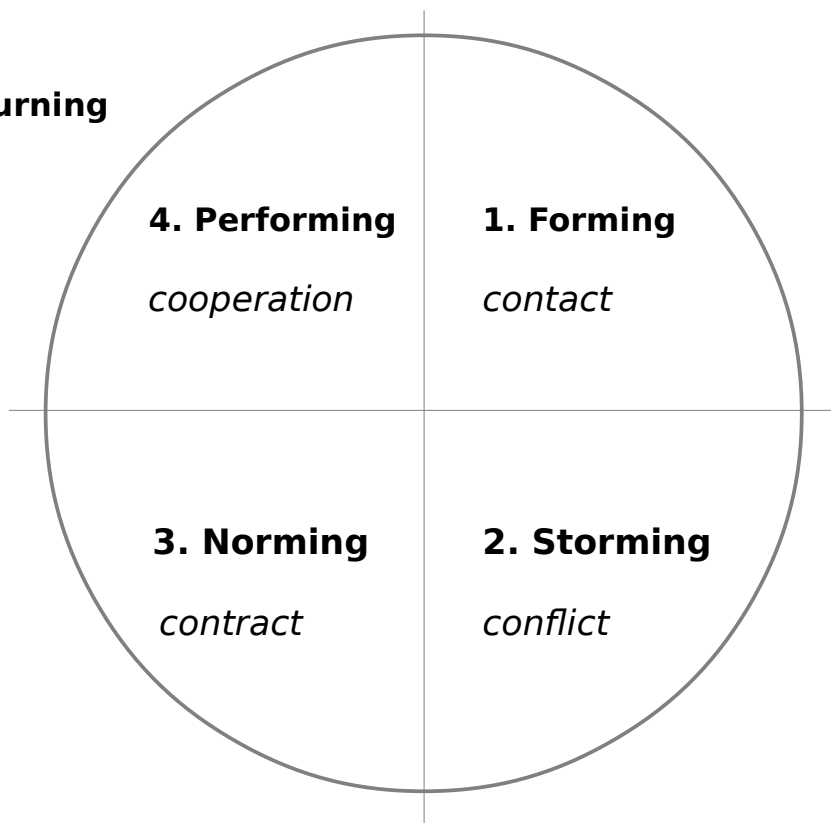 urning
4. Performing
cooperation
1. Forming
contact
3. Norming
contract
2. Storming
conflict